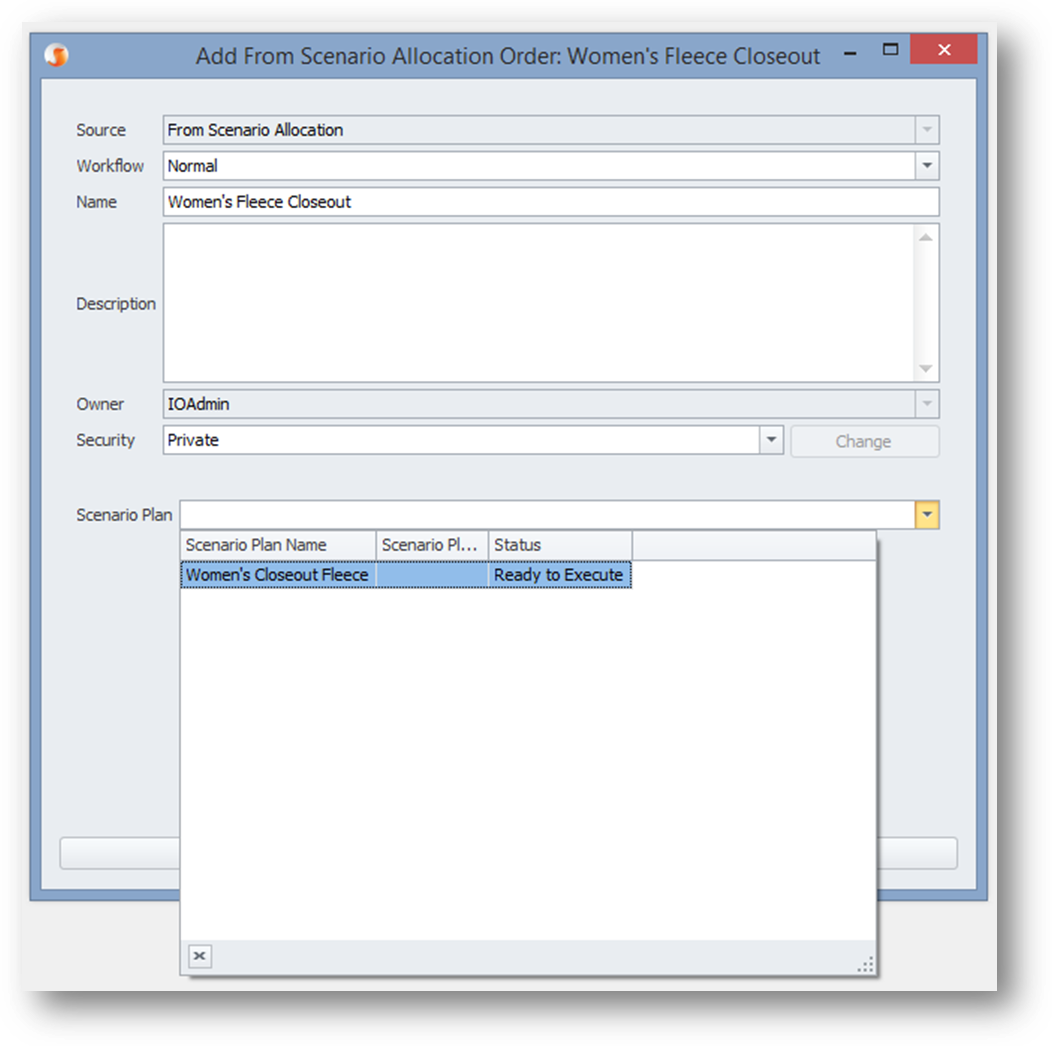 Add From Scenario Allocation Order: Women's Fleece Closeout
Source From Scenario Allocation
Workflow Normal
Name Women's Fleece Closeout
Description
Owner IOAdmin
Security Private Change
Scenario Plan
Scenario Plan Name Scenario Pl... Status
Women's Closeout Fleece Ready to Execute